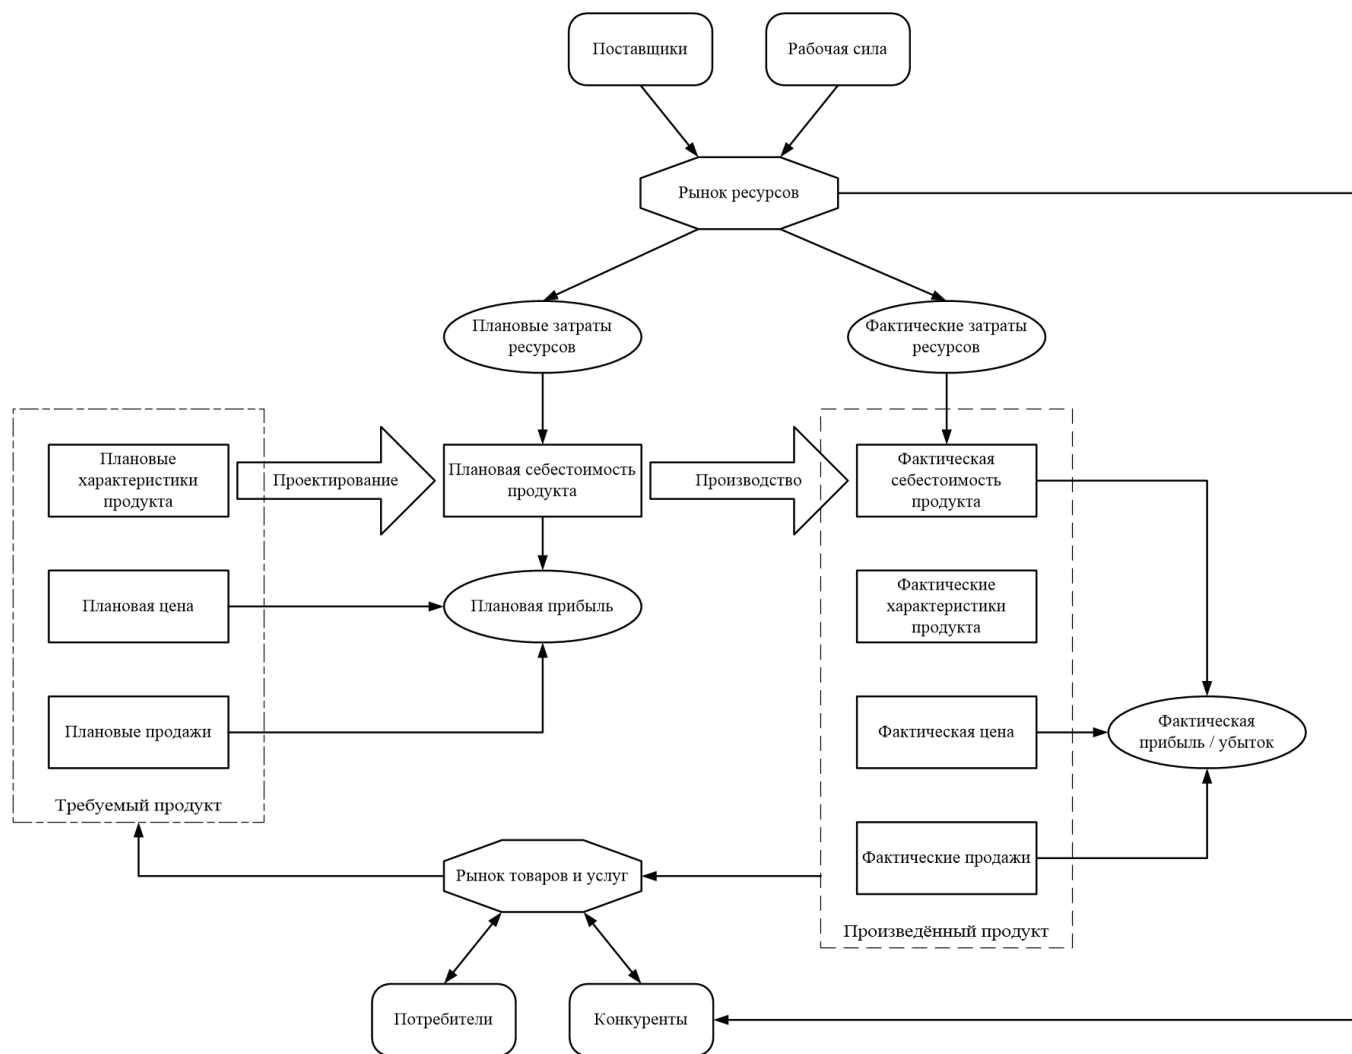 Поставщики
Рабочая сила
Рынок ресурсов
Плановые затраты
ресурсов
Фактические затраты
ресурсов
Плановые
характеристики
продукта
Проектирование
Плановая себестоимость
продукта
Производство
Фактическая
себестоимость
продукта
Плановая цена
Плановая прибыль
Фактические
характеристики
продукта
Плановые продажи
Фактическая цена
Фактическая
прибыль / убыток
Требуемый продукт
Рынок товаров и услуг
Фактические продажи
Произведённый продукт
Потребители
Конкуренты